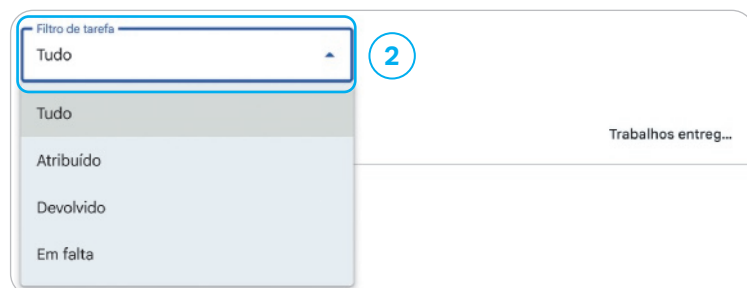 Filtro de tarefa
Tudo
2
Tudo
Trabalhos entreg...
Atribuído
Devolvido
Em falta